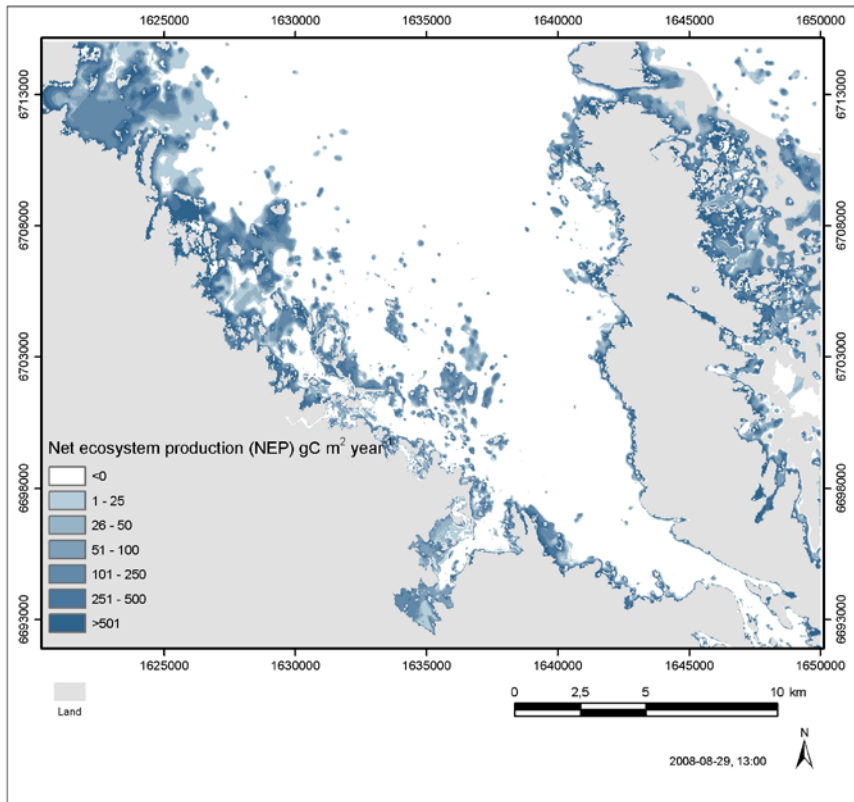 1625000 1630000 1635000 1640000 1645000 1650000
6713000 6713000
6708000 6708000
6703000 6703000
Net ecosystem production (NEP) gC m² year⁻¹
<0
6698000 6698000
1 - 25
26 - 50
51 - 100
101 - 250
251 - 500
>501
6693000 6693000
1625000 1630000 1635000 1640000 1645000 1650000
Land
0 2,5 5 10 km
N
2008-08-29, 13:00